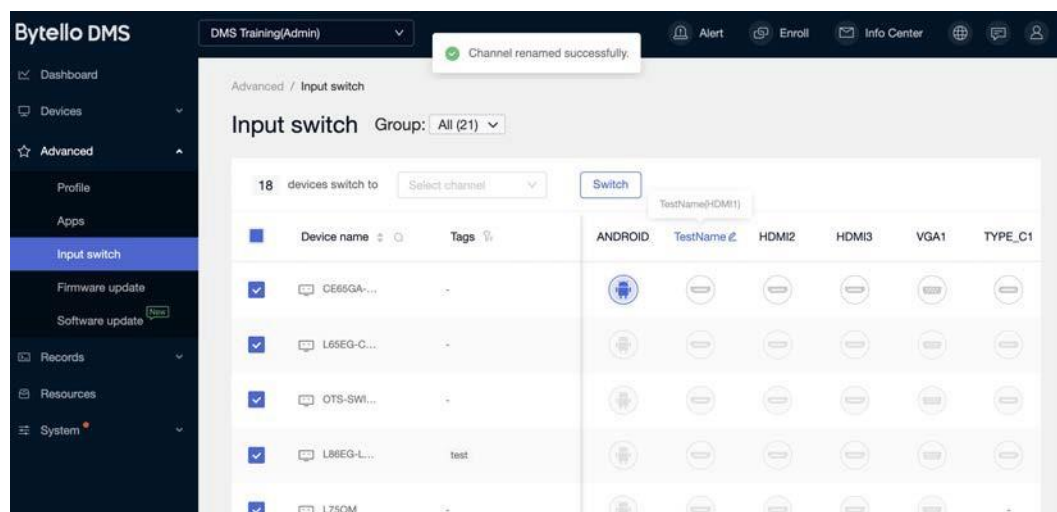 Bytello DMS
DMS Training(Admin)
Alert
Enroll
Info Center
Channel renamed successfully.
Dashboard
Devices
Advanced
Profile
Apps
Input switch
Firmware update
Software update New
Records
Resources
System
Advanced / Input switch
Input switch Group: All (21)
18 devices switch to Select channel Switch
TestName(HDMI1)
Device name Tags ANDROID TestName HDMI2 HDMI3 VGA1 TYPE_C1
CE65GA-... -
L65EG-C... -
OTS-SWI... -
L86EG-L... test
L75QM - -